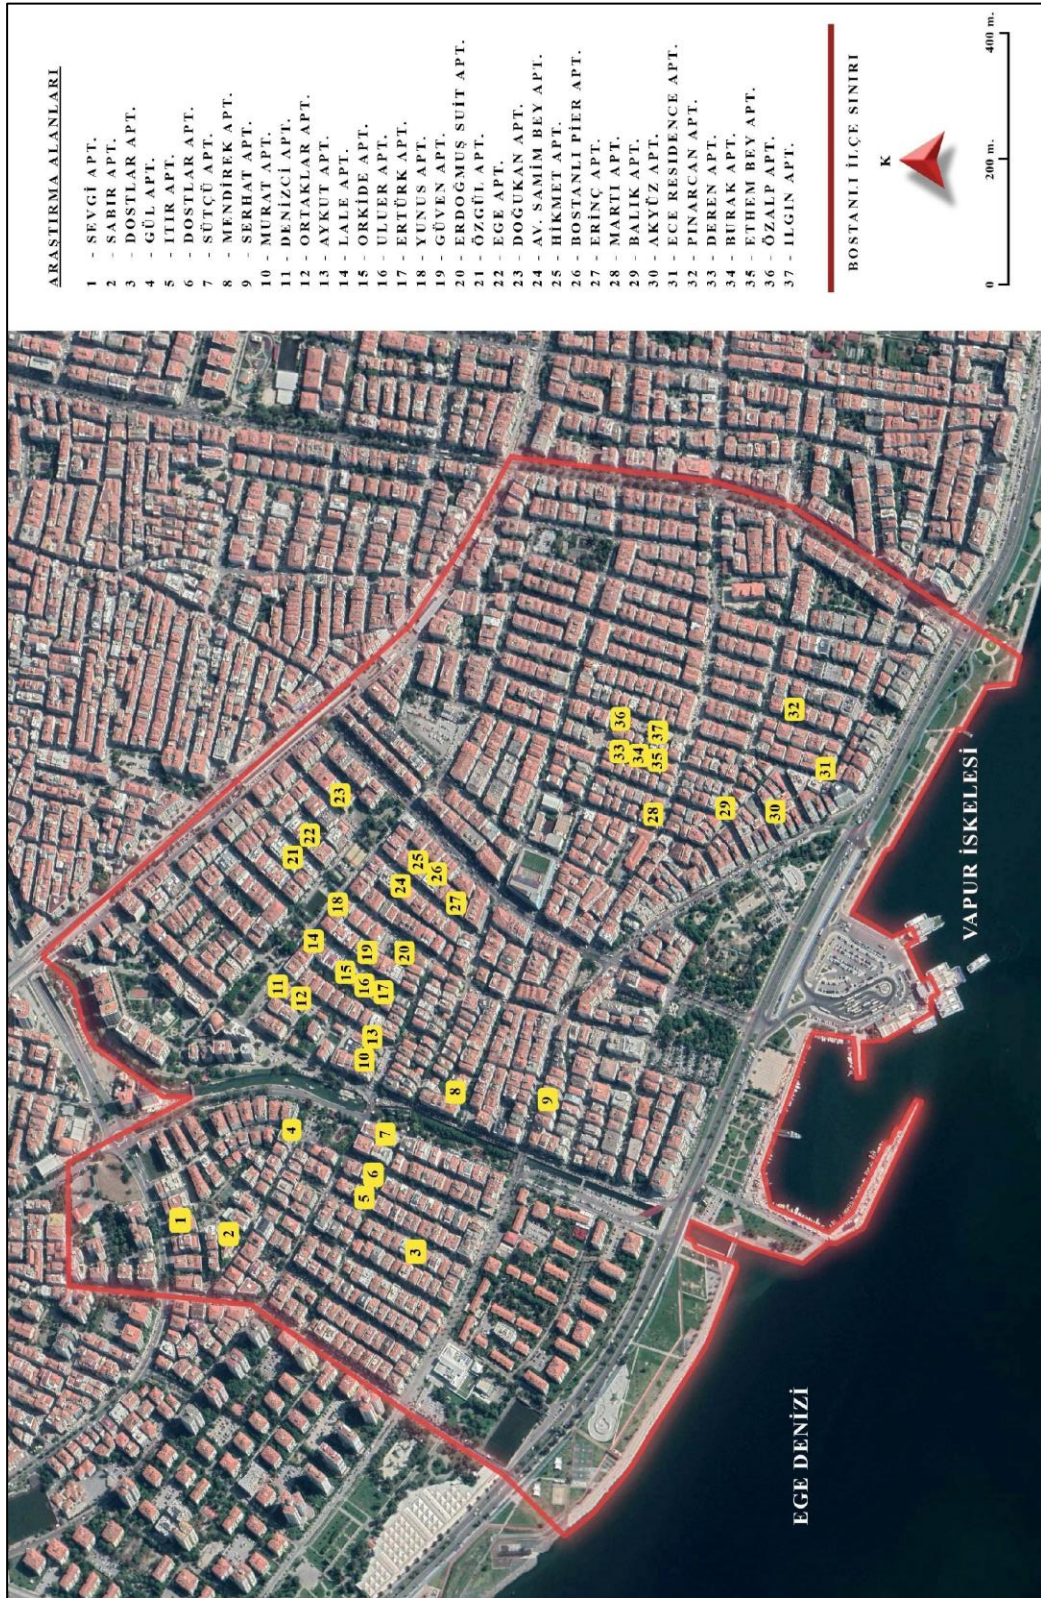 ARAŞTIRMA ALANLARI
1 - SEVGİ APT.
2 - SABIR APT.
3 - DOSTLAR APT.
4 - GÜL APT.
5 - ITIR APT.
6 - DOSTLAR APT.
7 - SÜTÇÜ APT.
8 - MENDİREK APT.
9 - SERHAT APT.
10 - MURAT APT.
11 - DENİZCİ APT.
12 - ORTAKLAR APT.
13 - AYKUT APT.
14 - LALE APT.
15 - ORKİDE APT.
16 - ULUER APT.
17 - ERTÜRK APT.
18 - YUNUS APT.
19 - GÜVEN APT.
20 - ERDOĞMUŞ SUİT APT.
21 - ÖZGÜL APT.
22 - EGE APT.
23 - DOĞUKAN APT.
24 - AV. SAMİM BEY APT.
25 - HİKMET APT.
26 - BOSTANLI PİER APT.
27 - ERİNÇ APT.
28 - MARTI APT.
29 - BALIK APT.
30 - AKYÜZ APT.
31 - ECE RESIDENCE APT.
32 - PINARCAN APT.
33 - DEREN APT.
34 - BURAK APT.
35 - ETHEM BEY APT.
36 - ÖZALP APT.
37 - ILGIN APT.
BOSTANLI İLÇE SINIRI
K
0 200 m. 400 m.
1
2
3
4
5
6
7
8
9
10
11
12
13
14
15
16
17
18
19
20
21
22
23
24
25
26
27
28
29
30
31
32
33
34
35
36
37
EGE DENİZİ
VAPUR İSKELESİ